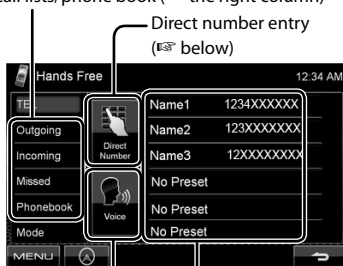 call lists, phone book (☞ the right column)
Direct number entry
(☞ below)
Hands Free 12:34 AM
TEL
Outgoing
Incoming
Missed
Phonebook
Mode
Direct
Number
Voice
Name1 1234XXXXXX
Name2 123XXXXXXX
Name3 12XXXXXXXX
No Preset
No Preset
No Preset
MENU